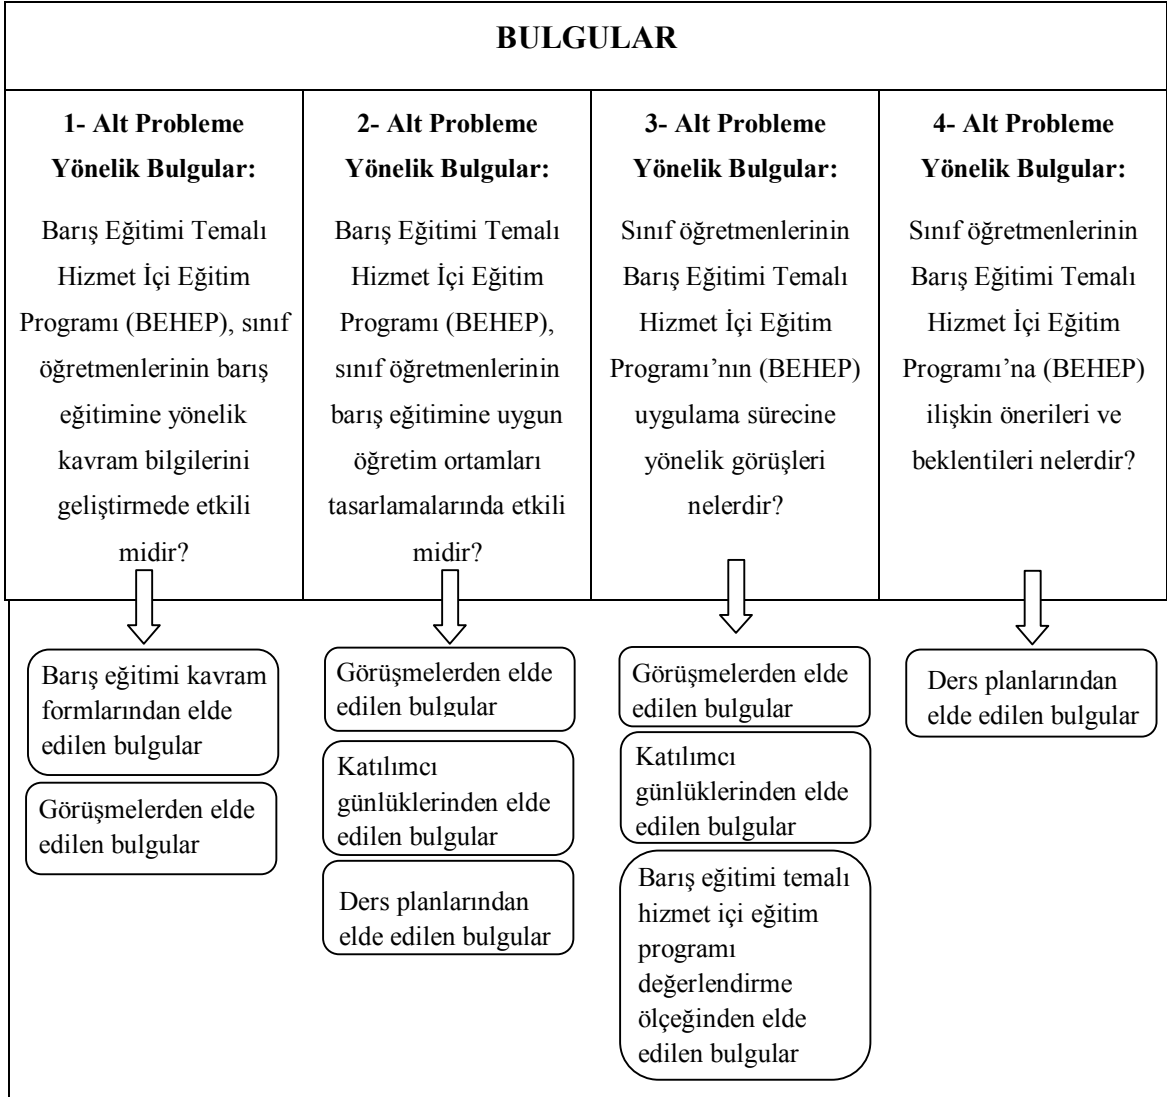 BULGULAR
1- Alt Probleme
Yönelik Bulgular:
Barış Eğitimi Temalı
Hizmet İçi Eğitim
Programı (BEHEP), sınıf
öğretmenlerinin barış
eğitimine yönelik
kavram bilgilerini
geliştirmede etkili
midir?
2- Alt Probleme
Yönelik Bulgular:
Barış Eğitimi Temalı
Hizmet İçi Eğitim
Programı (BEHEP),
sınıf öğretmenlerinin
barış eğitimine uygun
öğretim ortamları
tasarlamalarında etkili
midir?
3- Alt Probleme
Yönelik Bulgular:
Sınıf öğretmenlerinin
Barış Eğitimi Temalı
Hizmet İçi Eğitim
Programı’nın (BEHEP)
uygulama sürecine
yönelik görüşleri
nelerdir?
4- Alt Probleme
Yönelik Bulgular:
Sınıf öğretmenlerinin
Barış Eğitimi Temalı
Hizmet İçi Eğitim
Programı’na (BEHEP)
ilişkin önerileri ve
beklentileri nelerdir?
Barış eğitimi kavram
formlarından elde
edilen bulgular
Görüşmelerden elde
edilen bulgular
Görüşmelerden elde
edilen bulgular
Katılımcı
günlüklerinden elde
edilen bulgular
Ders planlarından
elde edilen bulgular
Görüşmelerden elde
edilen bulgular
Katılımcı
günlüklerinden elde
edilen bulgular
Barış eğitimi temalı
hizmet içi eğitim
programı
değerlendirme
ölçeğinden elde
edilen bulgular
Ders planlarından
elde edilen bulgular